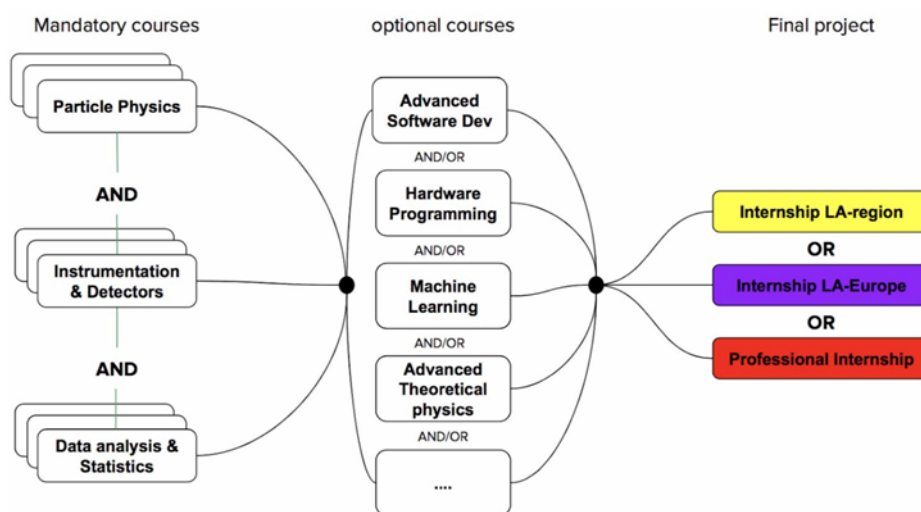 Mandatory courses
Particle Physics
AND
Instrumentation
& Detectors
AND
Data analysis &
Statistics
optional courses
Advanced
Software Dev
AND/OR
Hardware
Programming
AND/OR
Machine
Learning
AND/OR
Advanced
Theoretical
physics
AND/OR
....
Final project
Internship LA-region
OR
Internship LA-Europe
OR
Professional Internship